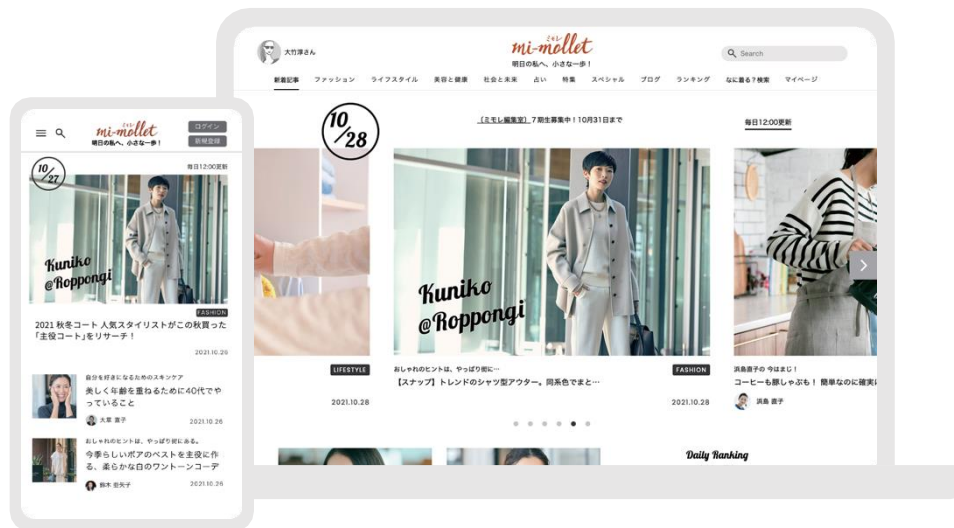 大竹淳さん
ミモレ
mi-mollet
明日の私へ、小さな一歩！
Search
新着記事 ファッション ライフスタイル 美容と健康 社会と未来 占い 特集 スペシャル ブログ ランキング なに着る？検索 マイページ
10/28
［ミモレ編集室］7期生募集中！10月31日まで
毎日12:00更新
Kuniko
@Roppongi
LIFESTYLE
2021.10.28
おしゃれのヒントは、やっぱり街に…
FASHION
【スナップ】トレンドのシャツ型アウター。同系色でまと…
2021.10.28
浜島直子の 今はまじ！
コーヒーも豚しゃぶも！ 簡単なのに確実に
浜島 直子
Daily Ranking
ミモレ
mi-mollet
明日の私へ、小さな一歩！
ログイン
新規登録
10/27
毎日12:00更新
Kuniko
@Roppongi
FASHION
2021 秋冬コート 人気スタイリストがこの秋買った
「主役コート」をリサーチ！
2021.10.26
自分を好きになるためのスキンケア
美しく年齢を重ねるために40代でや
っていること
大草 直子
2021.10.26
おしゃれのヒントは、やっぱり街にある。
今季らしいボアのベストを主役に作
る、柔らかな白のワントーンコーデ
鈴木 亜矢子
2021.10.26